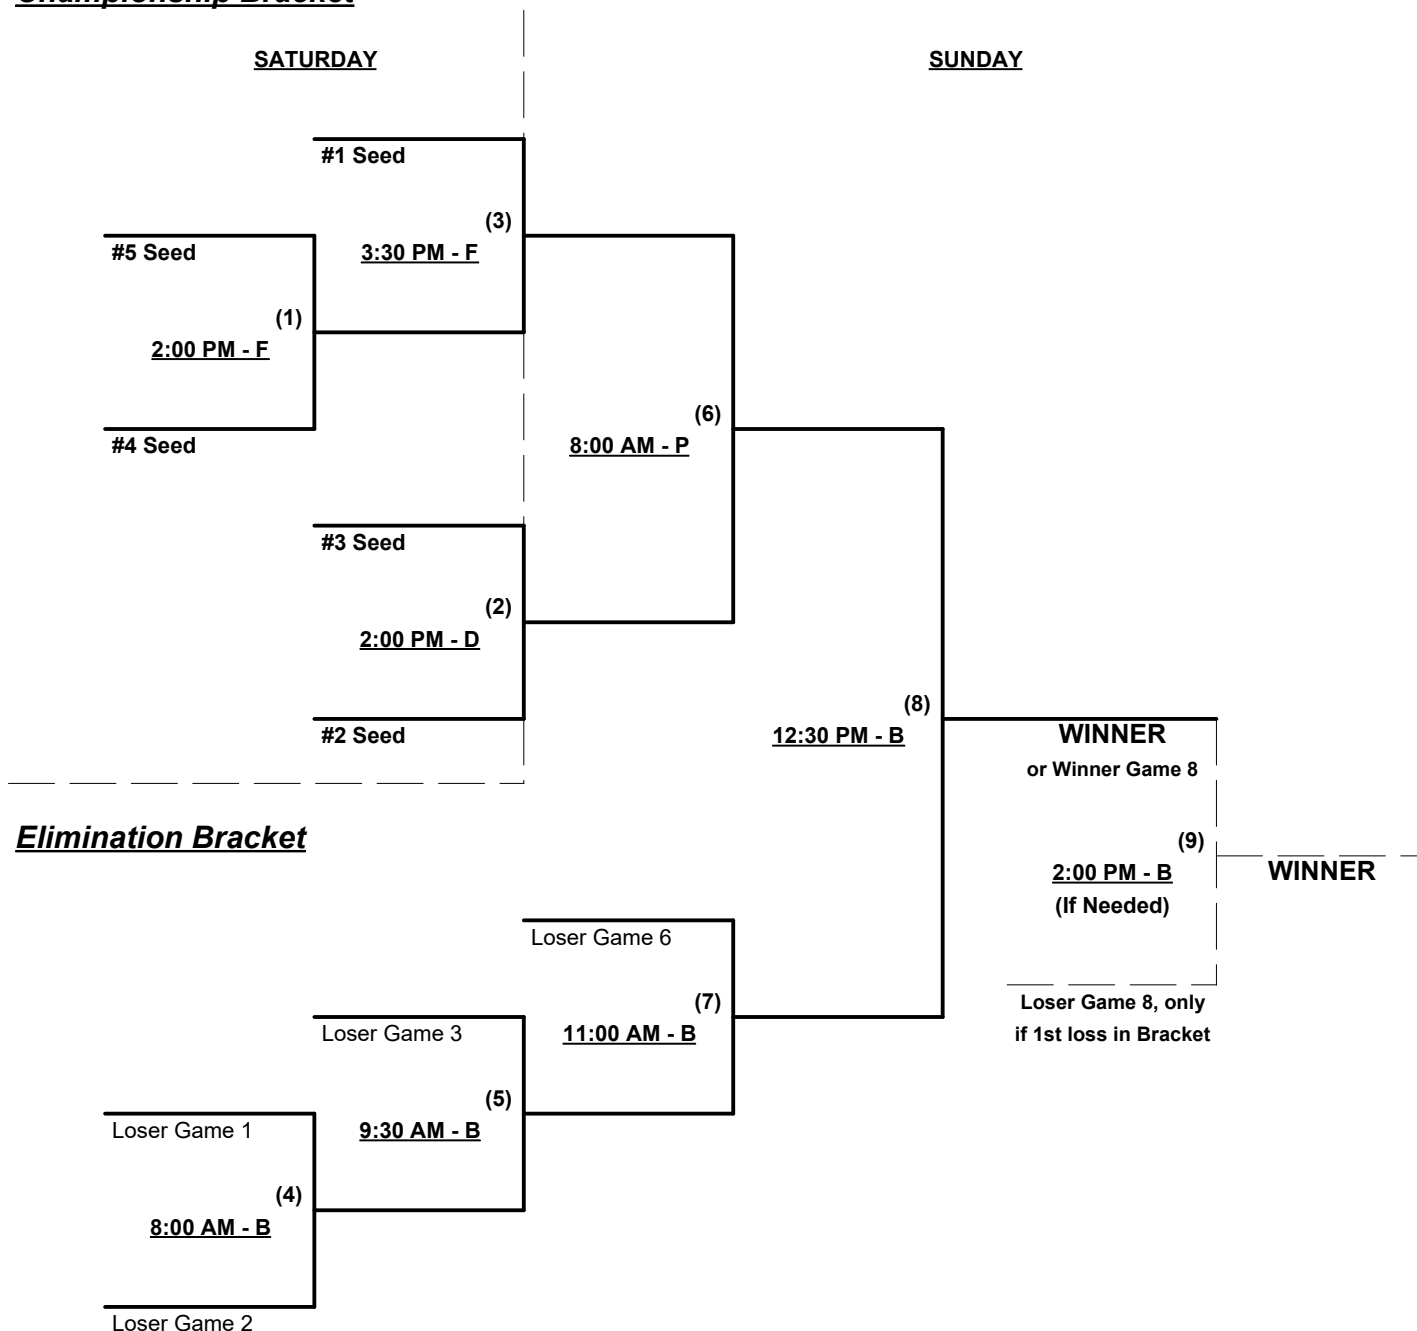 Championship Bracket
SATURDAY
SUNDAY
#1 Seed
(3)
3:30 PM - F
#5 Seed
(1)
2:00 PM - F
#4 Seed
(6)
8:00 AM - P
#3 Seed
(2)
2:00 PM - D
#2 Seed
(8)
12:30 PM - B
WINNER
or Winner Game 8
(9)
2:00 PM - B
(If Needed)
WINNER
Loser Game 8, only
if 1st loss in Bracket
Elimination Bracket
Loser Game 6
(7)
11:00 AM - B
Loser Game 3
(5)
9:30 AM - B
Loser Game 1
(4)
8:00 AM - B
Loser Game 2